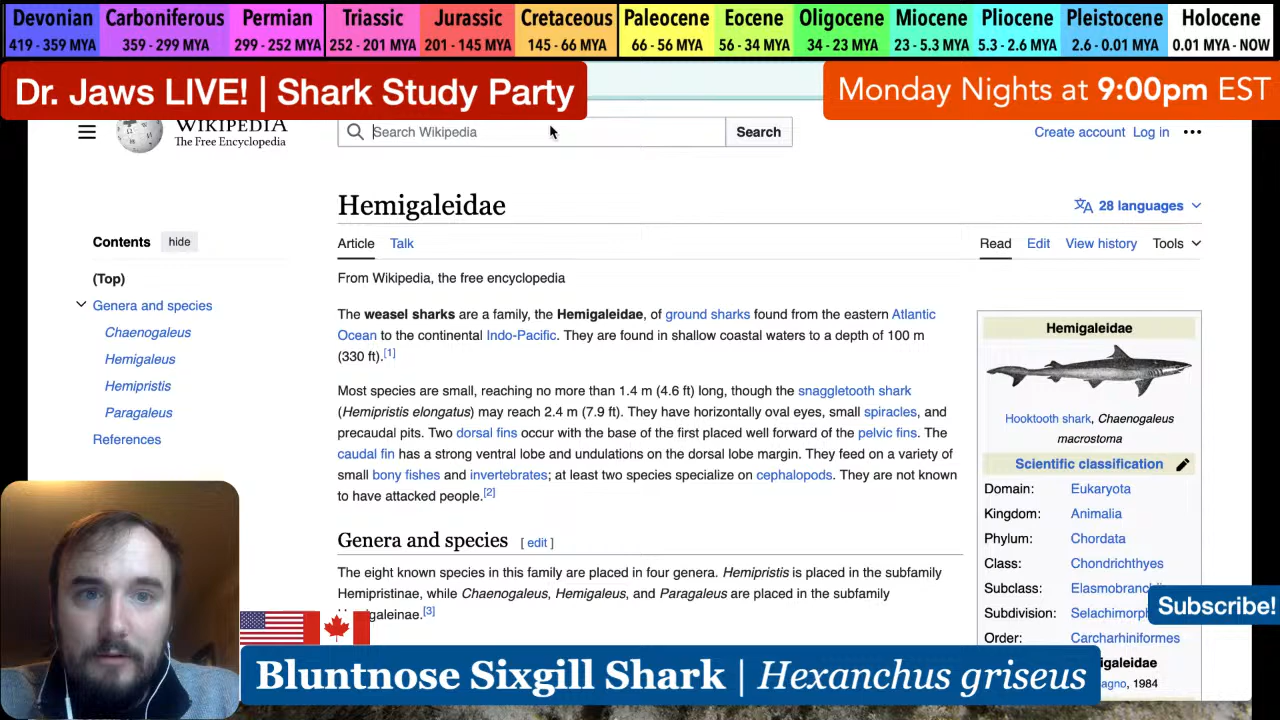 Devonian Carboniferous Permian Triassic Jurassic Cretaceous Paleocene Eocene Oligocene Miocene Pliocene Pleistocene Holocene
419 - 359 MYA 359 - 299 MYA 299 - 252 MYA 252 - 201 MYA 201 - 145 MYA 145 - 66 MYA 66 - 56 MYA 56 - 34 MYA 34 - 23 MYA 23 - 5.3 MYA 5.3 - 2.6 MYA 2.6 - 0.01 MYA 0.01 MYA - NOW
Dr. Jaws LIVE! | Shark Study Party
Monday Nights at 9:00pm EST
WIKIPEDIA
The Free Encyclopedia
Search Wikipedia
Search
Create account Log in
Hemigaleidae
28 languages
Contents hide
Article Talk
Read Edit View history Tools
(Top)
Genera and species
Chaenogaleus
Hemigaleus
Hemipristis
Paragaleus
References
From Wikipedia, the free encyclopedia
The weasel sharks are a family, the Hemigaleidae, of ground sharks found from the eastern Atlantic
Ocean to the continental Indo-Pacific. They are found in shallow coastal waters to a depth of 100 m
(330 ft).[1]
Most species are small, reaching no more than 1.4 m (4.6 ft) long, though the snaggletooth shark
(Hemipristis elongatus) may reach 2.4 m (7.9 ft). They have horizontally oval eyes, small spiracles, and
precaudal pits. Two dorsal fins occur with the base of the first placed well forward of the pelvic fins. The
caudal fin has a strong ventral lobe and undulations on the dorsal lobe margin. They feed on a variety of
small bony fishes and invertebrates; at least two species specialize on cephalopods. They are not known
to have attacked people.[2]
Genera and species [ edit ]
The eight known species in this family are placed in four genera. Hemipristis is placed in the subfamily
Hemipristinae, while Chaenogaleus, Hemigaleus, and Paragaleus are placed in the subfamily
galeinae.[3]
Hemigaleidae
Hooktooth shark, Chaenogaleus
macrostoma
Scientific classification
Domain: Eukaryota
Kingdom: Animalia
Phylum: Chordata
Class: Chondrichthyes
Subclass: Elasmobranc
Subdivision: Selachimorp
Order: Carcharhiniformes
igaleidae
agno, 1984
Subscribe!
Bluntnose Sixgill Shark | Hexanchus griseus